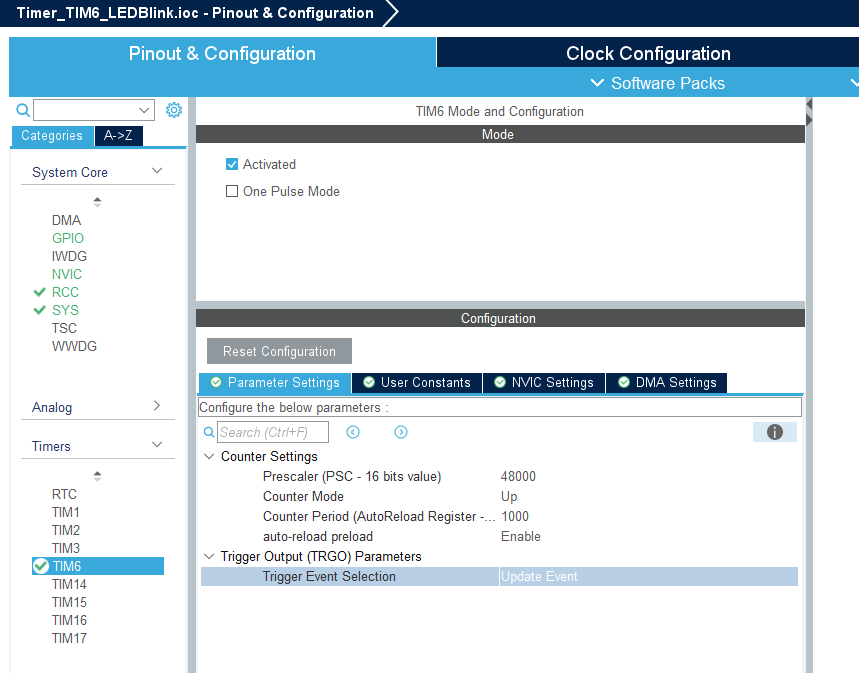 Timer_TIM6_LEDBlink.ioc - Pinout & Configuration
Pinout & Configuration
Clock Configuration
Software Packs
Categories
A->Z
System Core
DMA
GPIO
IWDG
NVIC
RCC
SYS
TSC
WWDG
Analog
Timers
RTC
TIM1
TIM2
TIM3
TIM6
TIM14
TIM15
TIM16
TIM17
TIM6 Mode and Configuration
Mode
Activated
One Pulse Mode
Configuration
Reset Configuration
Parameter Settings
User Constants
NVIC Settings
DMA Settings
Configure the below parameters :
Search (Ctrl+F)
Counter Settings
Prescaler (PSC - 16 bits value) 48000
Counter Mode Up
Counter Period (AutoReload Register -... 1000
auto-reload preload Enable
Trigger Output (TRGO) Parameters
Trigger Event Selection Update Event